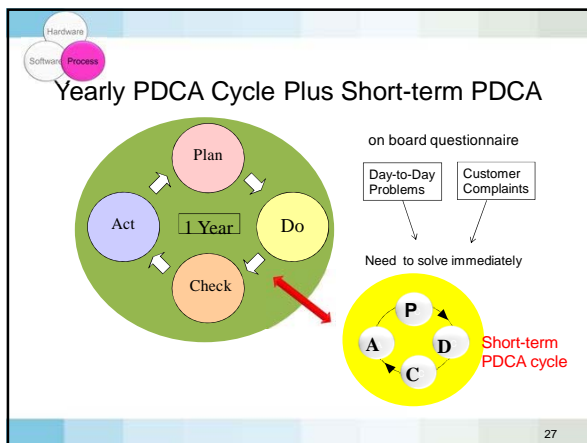 Hardware
Software
Process
Yearly PDCA Cycle Plus Short-term PDCA
Plan
Act
1 Year
Do
Check
on board questionnaire
Day-to-Day
Problems
Customer
Complaints
Need to solve immediately
P
A
D
C
Short-term
PDCA cycle
27